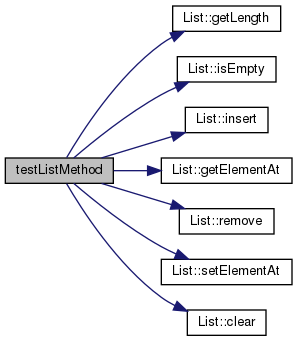 List::getLength
List::isEmpty
List::insert
testListMethod
List::getElementAt
List::remove
List::setElementAt
List::clear